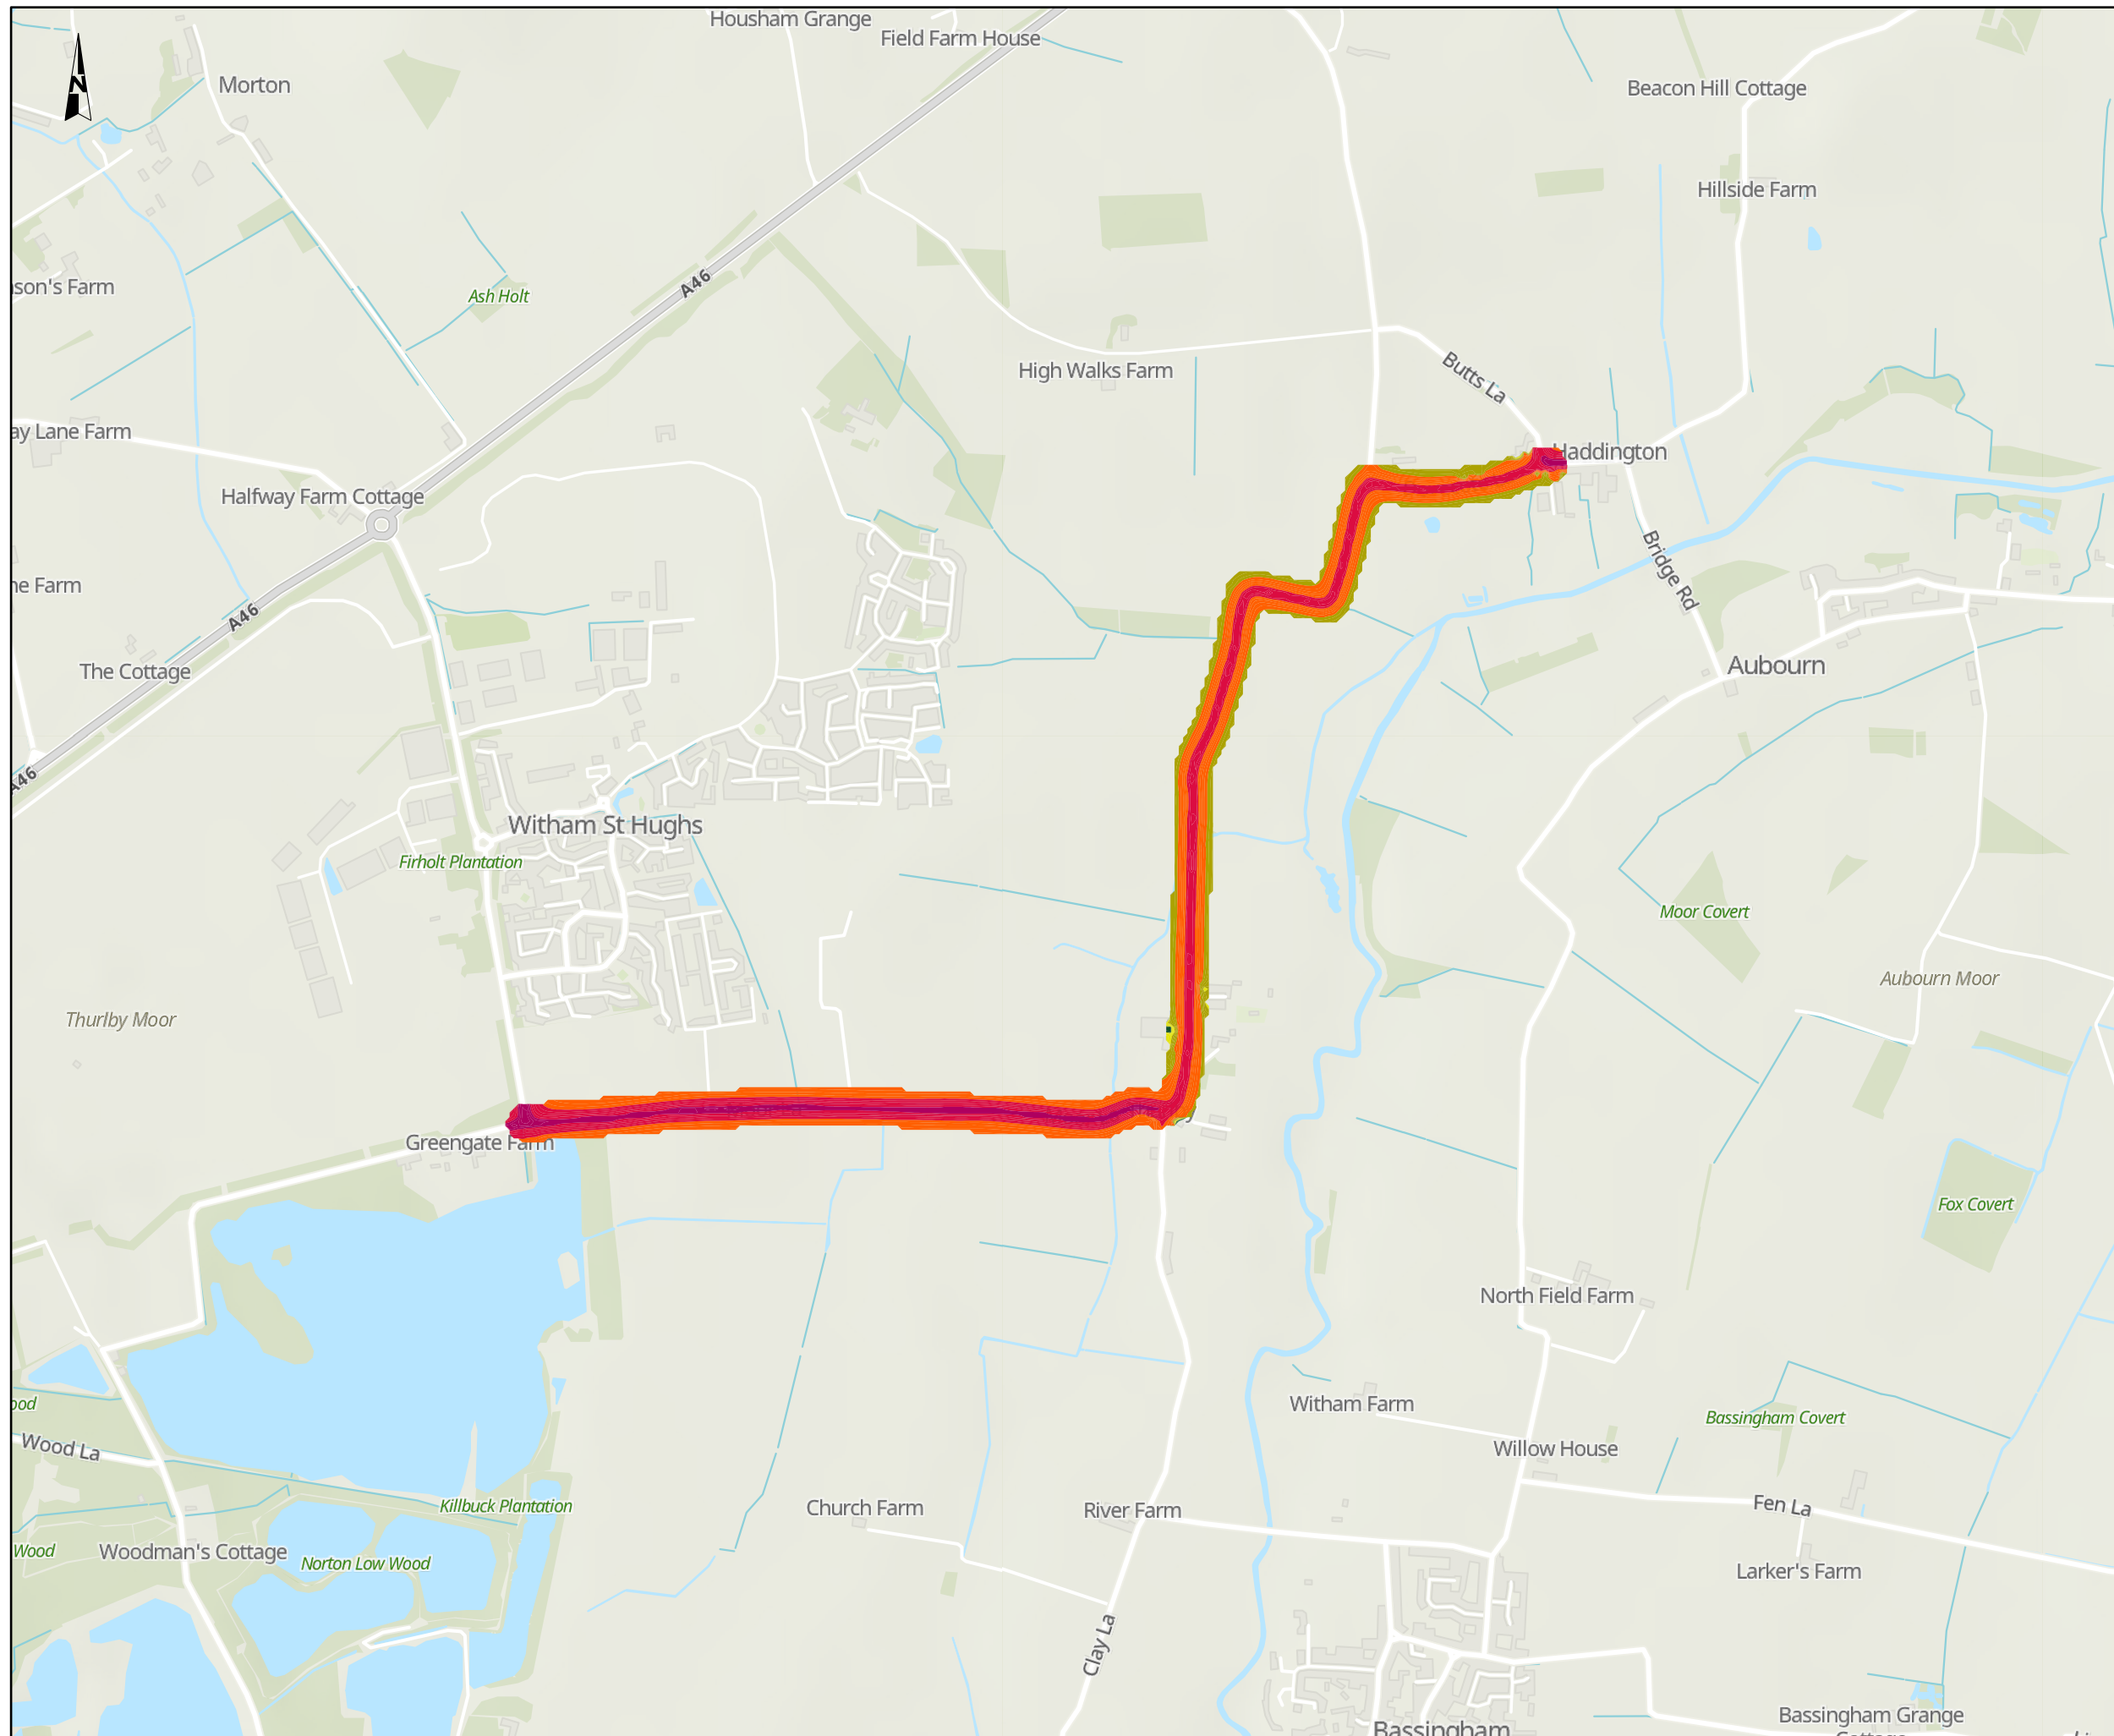 Housham Grange
Field Farm House
N
Morton
Beacon Hill Cottage
Hillside Farm
son's Farm
Ash Holt
A46
High Walks Farm
Butts La
ay Lane Farm
Haddington
Halfway Farm Cottage
ne Farm
A46
Bridge Rd
The Cottage
Aubourn
A46
Witham St Hughs
Firholt Plantation
Moor Covert
Aubourn Moor
Thurlby Moor
Greengate Farm
Fox Covert
North Field Farm
ood
Witham Farm
Bassingham Covert
Wood La
Willow House
Killbuck Plantation
Church Farm
River Farm
Fen La
Wood
Woodman's Cottage
Norton Low Wood
Larker's Farm
Clay La
Bassingham
Bassingham Grange
Cottage